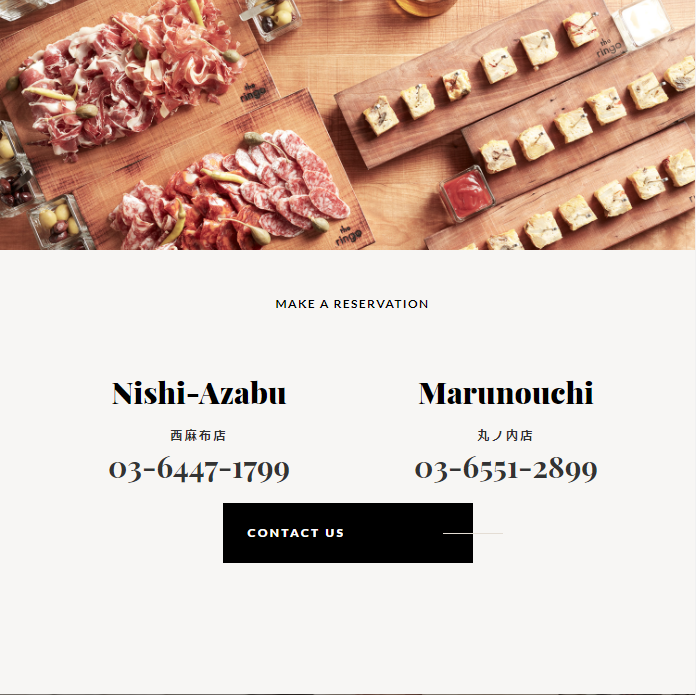 the
ringo
the
ringo
the
ringo
MAKE A RESERVATION
Nishi-Azabu
西麻布店
03-6447-1799
Marunouchi
丸ノ内店
03-6551-2899
CONTACT US